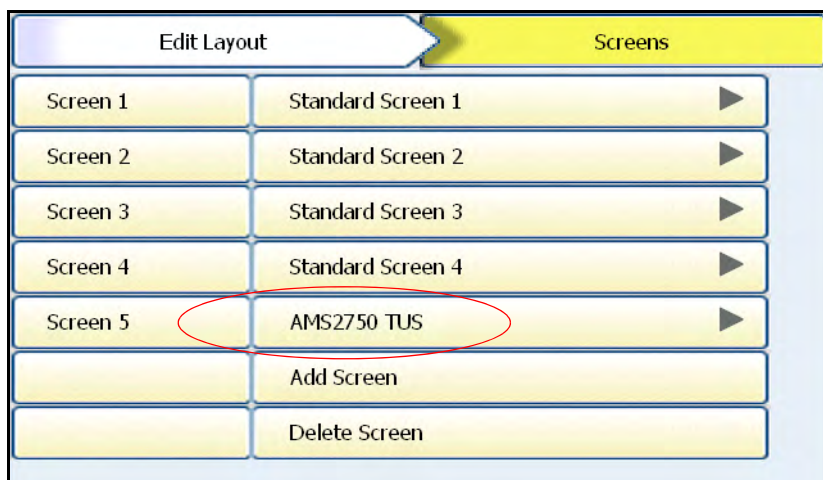 Edit Layout Screens
Screen 1 Standard Screen 1
Screen 2 Standard Screen 2
Screen 3 Standard Screen 3
Screen 4 Standard Screen 4
Screen 5 AMS2750 TUS
Add Screen
Delete Screen